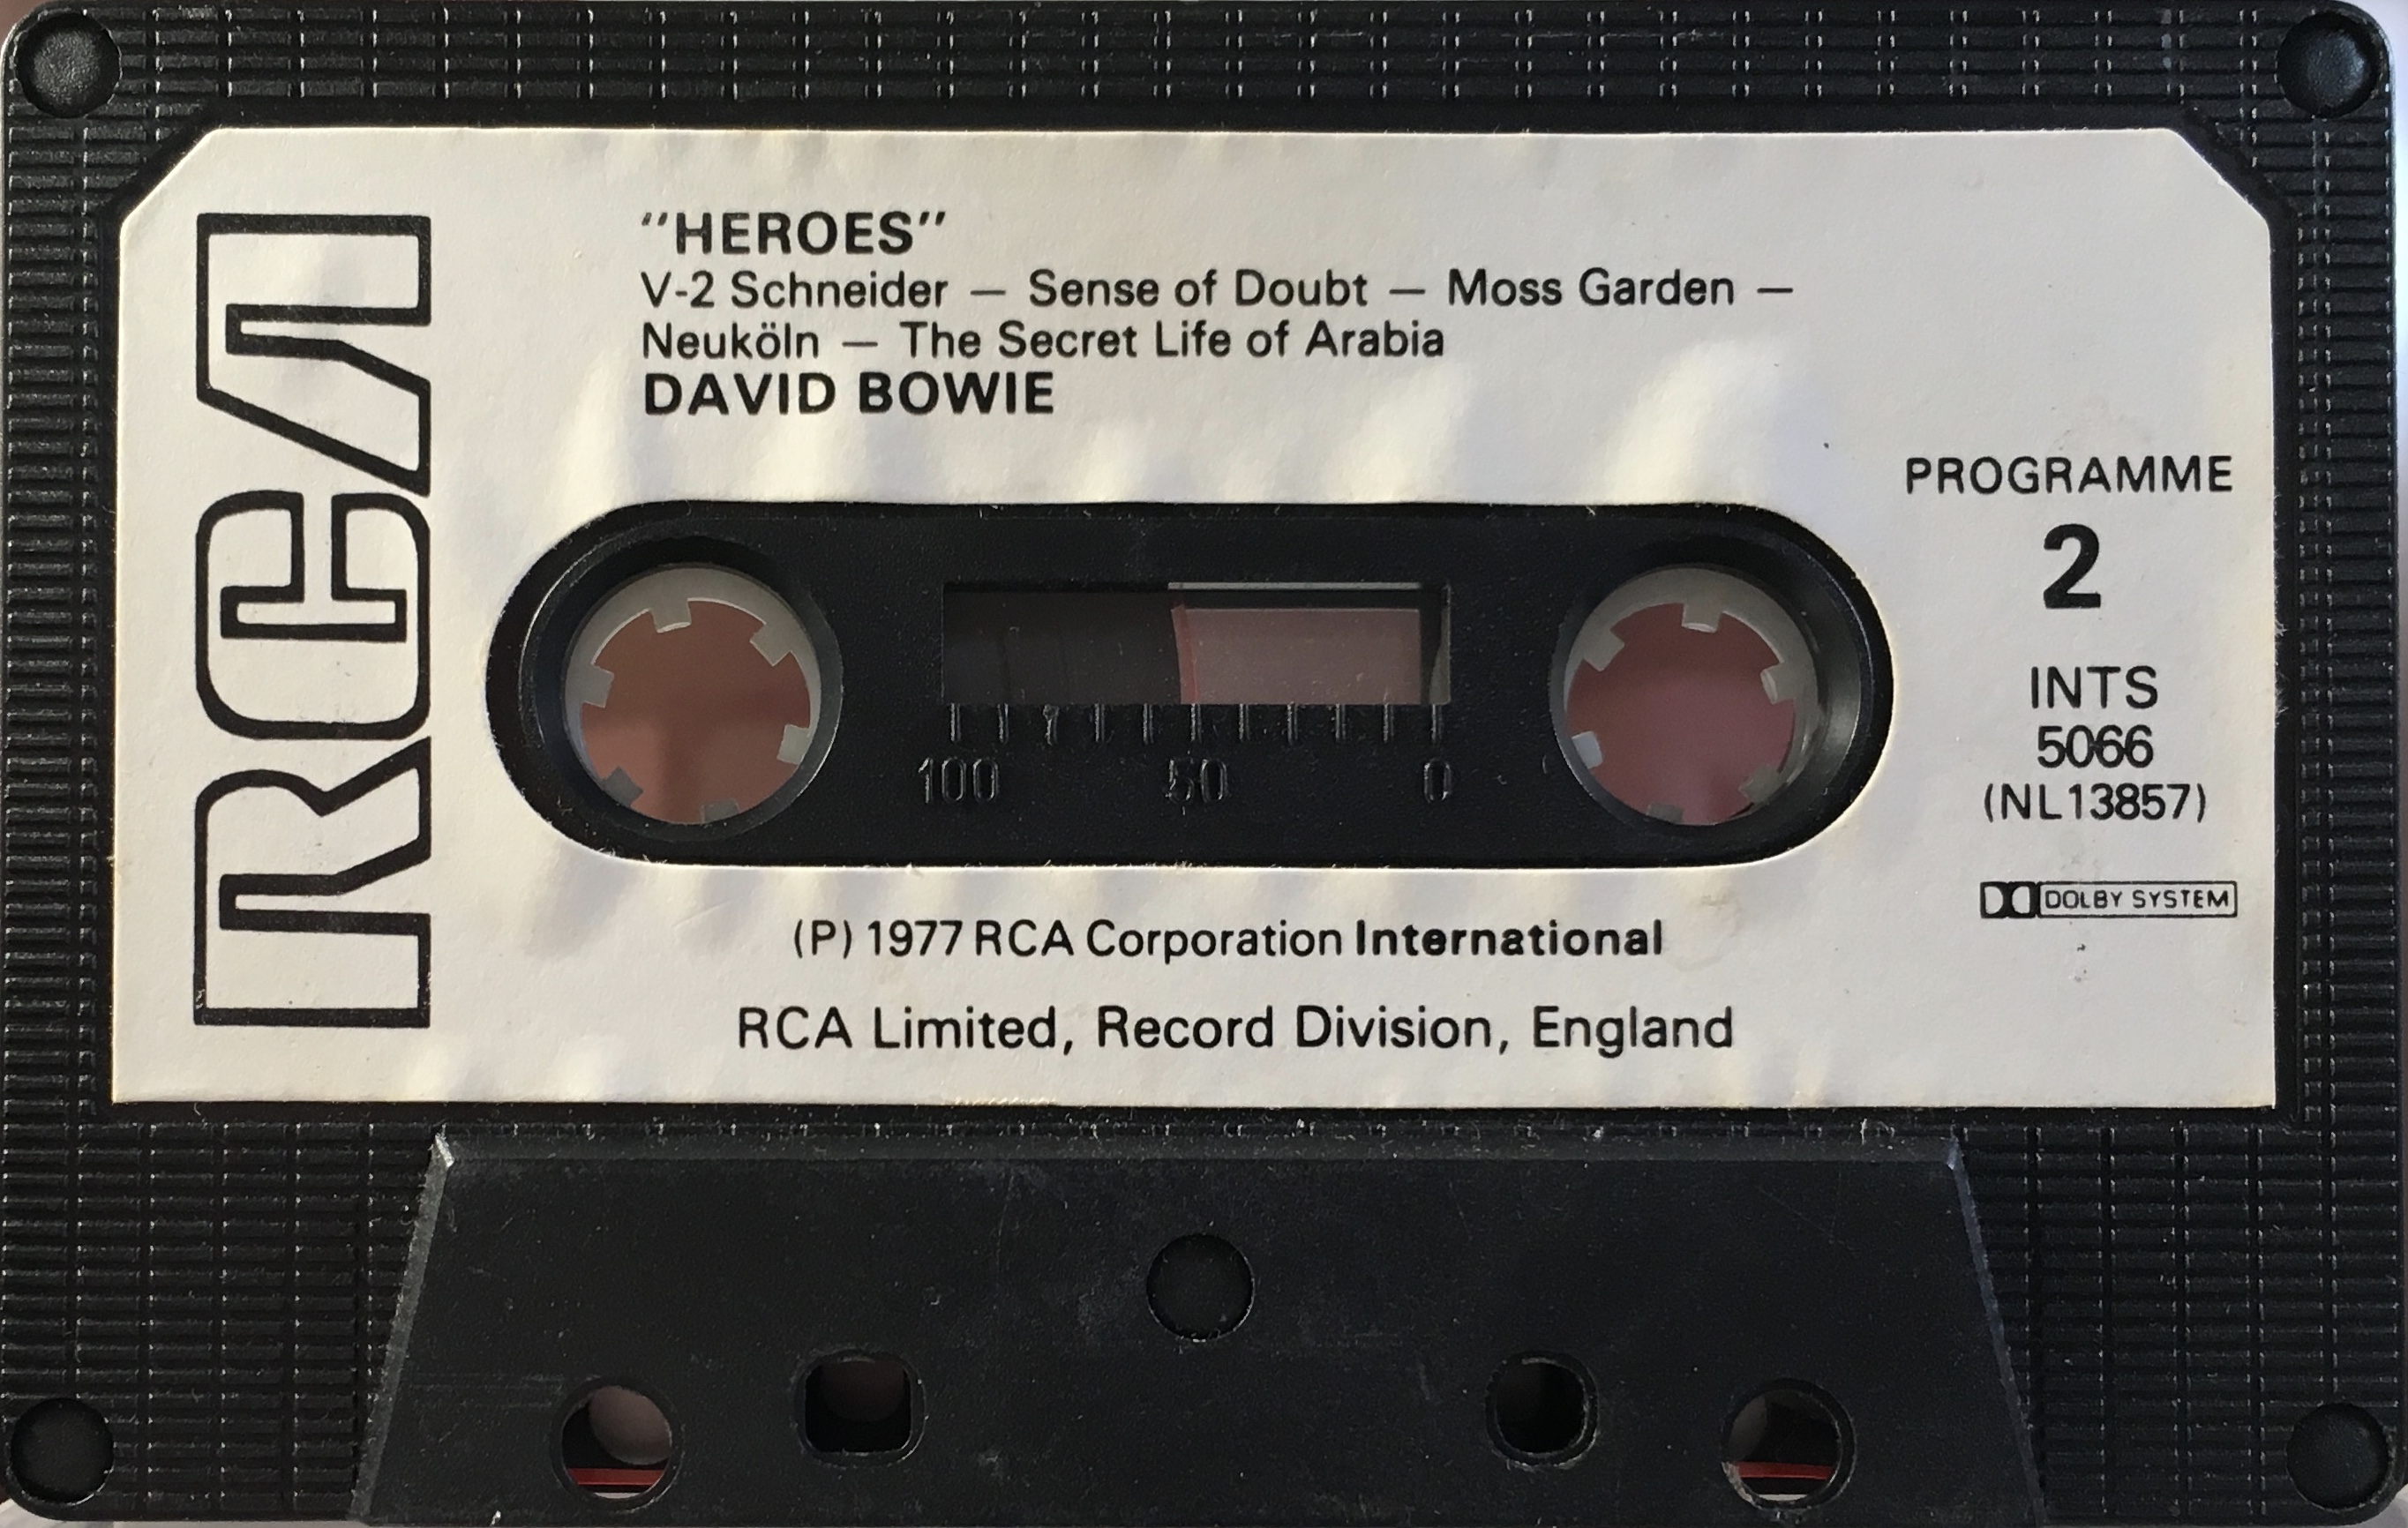 RCA
"HEROES"
V-2 Schneider — Sense of Doubt — Moss Garden —
Neuköln — The Secret Life of Arabia
DAVID BOWIE
PROGRAMME
2
INTS
5066
(NL13857)
DOLBY SYSTEM
100 50 0
(P) 1977 RCA Corporation International
RCA Limited, Record Division, England